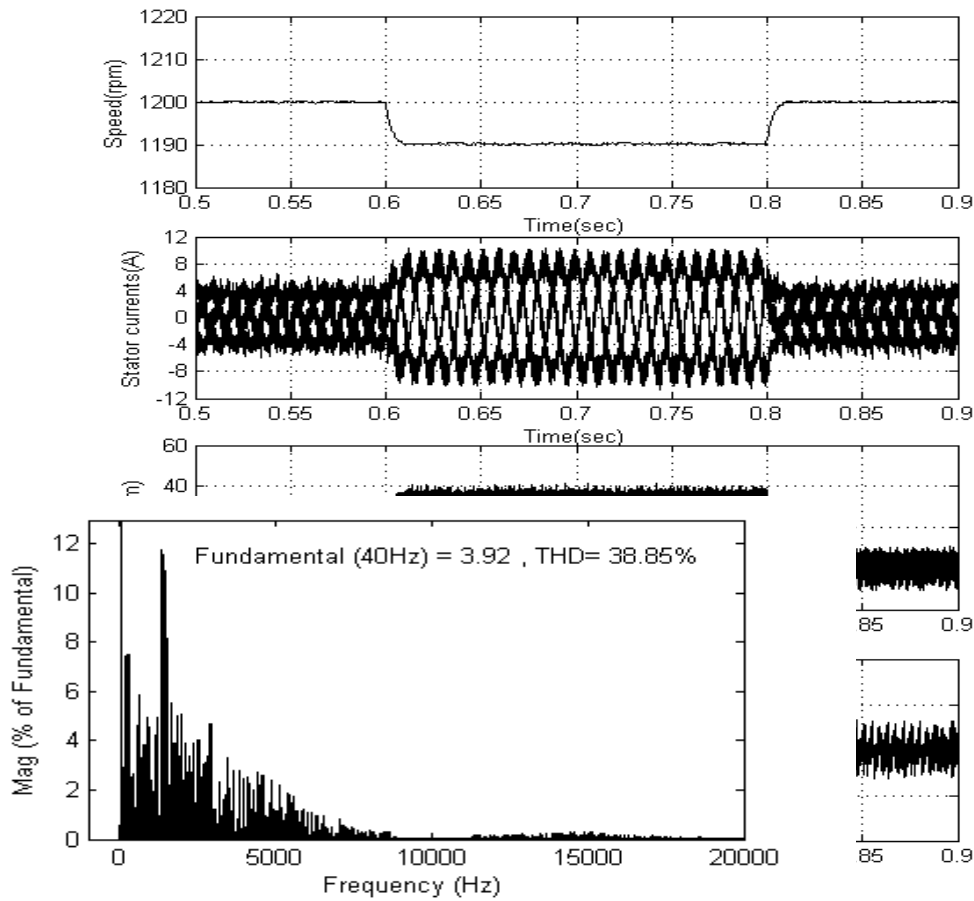 1220
1210
1200
1190
1180
Speed(rpm)
0.5 0.55 0.6 0.65 0.7 0.75 0.8 0.85 0.9
Time(sec)
12
8
4
0
-4
-8
-12
Stator currents(A)
0.5 0.55 0.6 0.65 0.7 0.75 0.8 0.85 0.9
Time(sec)
60
40
Fundamental (40Hz) = 3.92 , THD= 38.85%
12
10
8
6
4
2
0
Mag (% of Fundamental)
0 5000 10000 15000 20000
Frequency (Hz)
85 0.9
85 0.9